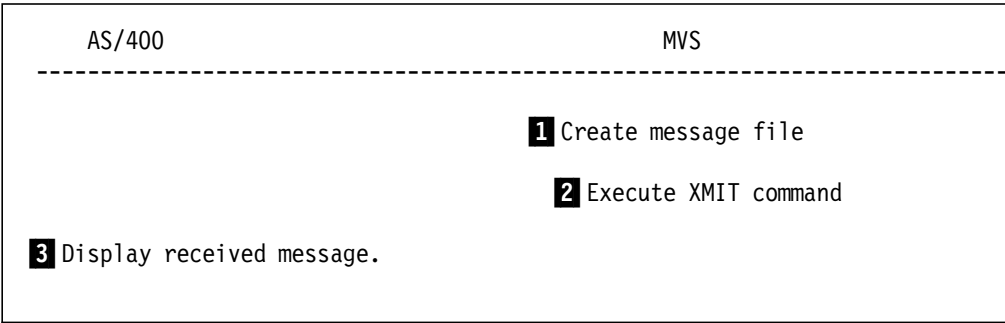 AS/400 MVS
--------------------------------------------------------------------------------
1 Create message file
2 Execute XMIT command
3 Display received message.